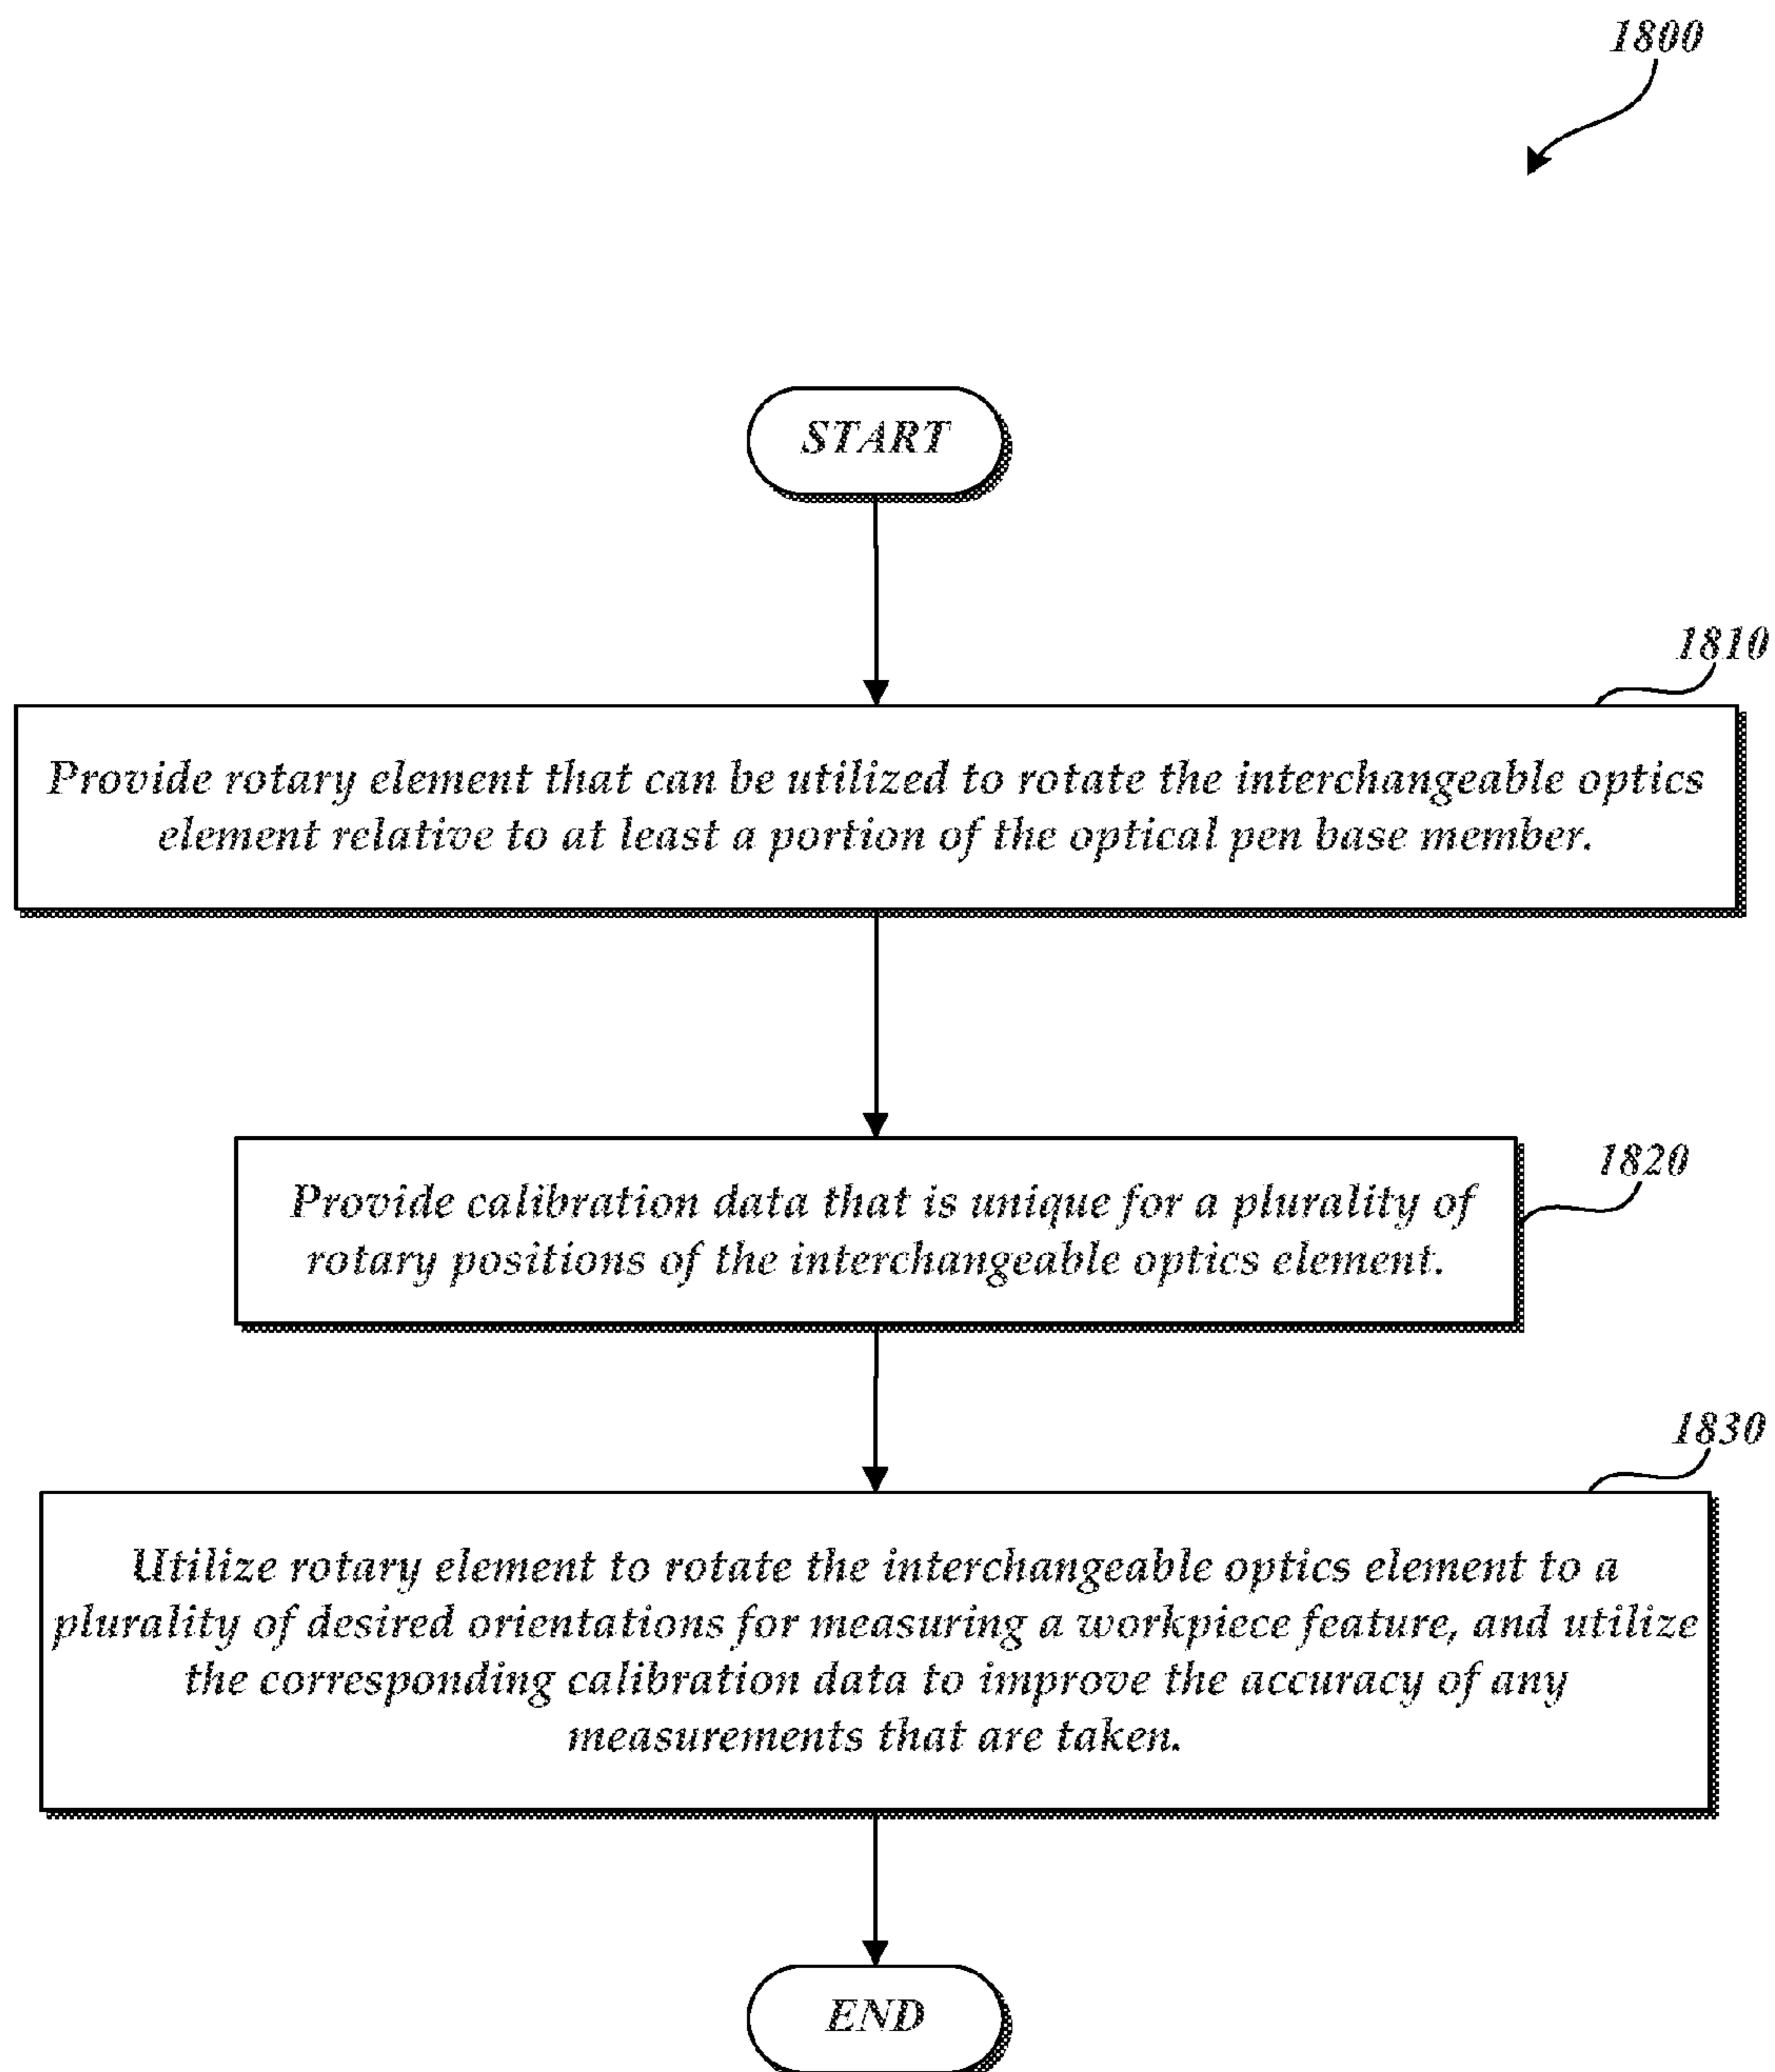 1800
START
1810
Provide rotary element that can be utilized to rotate the interchangeable optics
element relative to at least a portion of the optical pen base member.
1820
Provide calibration data that is unique for a plurality of
rotary positions of the interchangeable optics element.
1830
Utilize rotary element to rotate the interchangeable optics element to a
plurality of desired orientations for measuring a workpiece feature, and utilize
the corresponding calibration data to improve the accuracy of any
measurements that are taken.
END